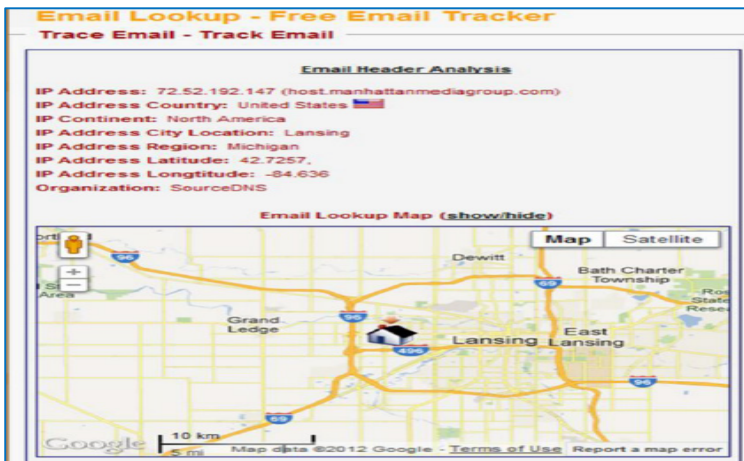 Email Lookup - Free Email Tracker
Trace Email - Track Email
Email Header Analysis
IP Address: 72.52.192.147 (host.manhattanmediagroup.com)
IP Address Country: United States
IP Continent: North America
IP Address City Location: Lansing
IP Address Region: Michigan
IP Address Latitude: 42.7257,
IP Address Longtitude: -84.636
Organization: SourceDNS
Email Lookup Map (show/hide)
Map Satellite
96
Dewitt
69
Bath Charter
Township
Area
Grand
Ledge
96
496
Lansing
East
Lansing
96
69
Google
10 km
5 mi
Map data ©2012 Google - Terms of Use Report a map error